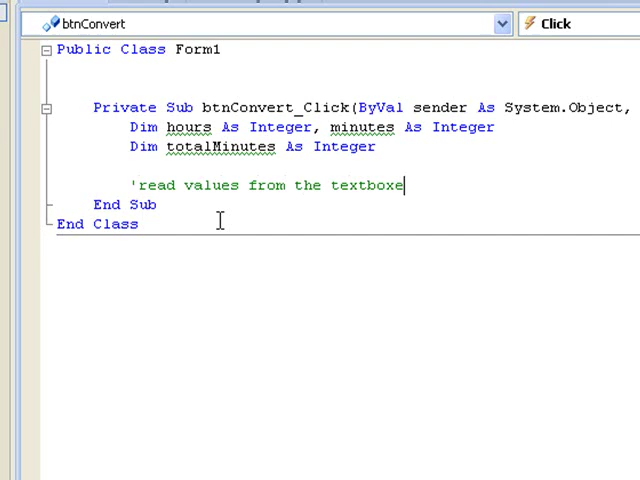 btnConvert
Click
Public Class Form1
Private Sub btnConvert_Click(ByVal sender As System.Object,
Dim hours As Integer, minutes As Integer
Dim totalMinutes As Integer
'read values from the textboxe
End Sub
End Class